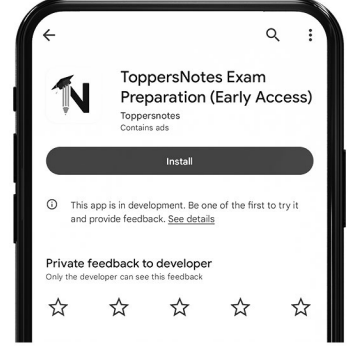 ToppersNotes Exam
Preparation (Early Access)
Toppersnotes
Contains ads
Install
This app is in development. Be one of the first to try it
and provide feedback. See details
Private feedback to developer
Only the developer can see this feedback